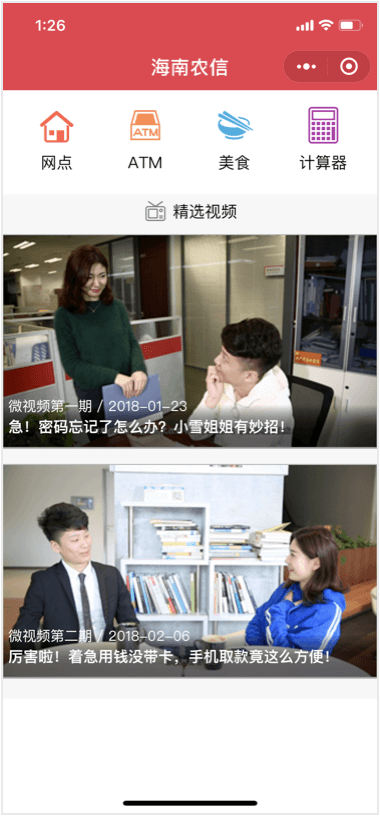 1:26
海南农信
网点
ATM
ATM
美食
计算器
精选视频
微视频第一期 / 2018-01-23
急！密码忘记了怎么办？小雪姐姐有妙招！
微视频第二期 / 2018-02-06
厉害啦！着急用钱没带卡，手机取款竟这么方便！